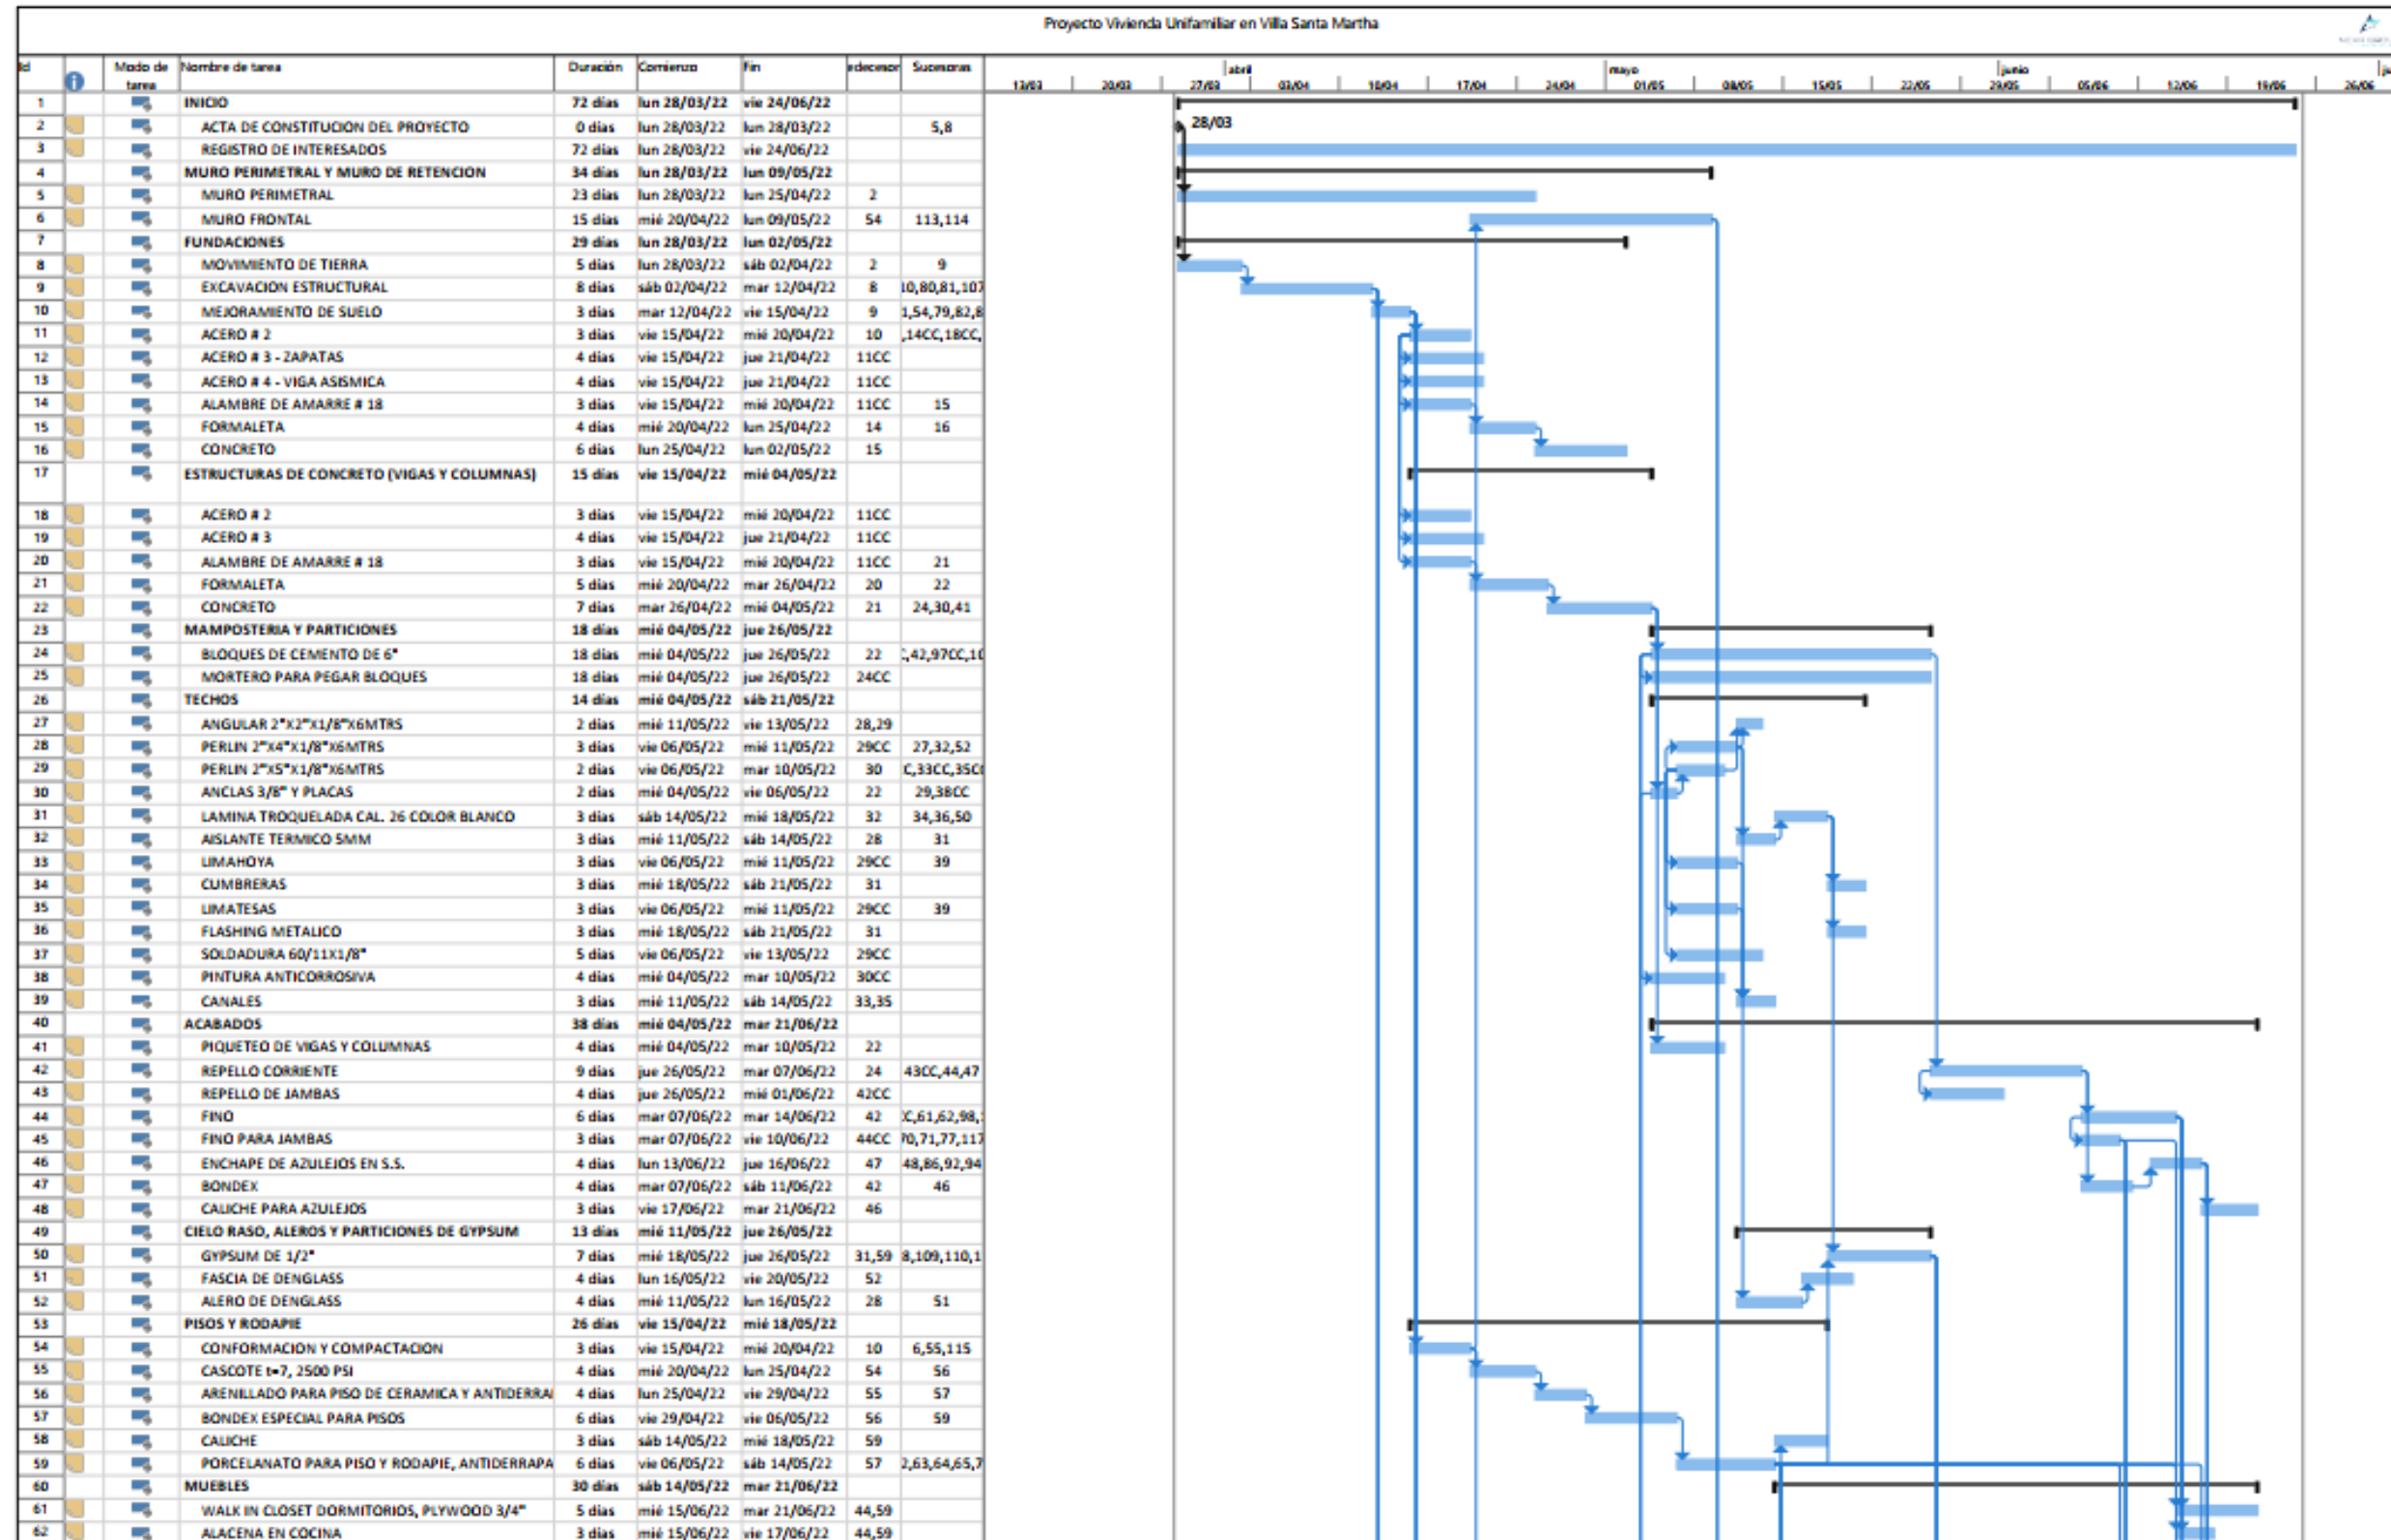 Proyecto Vivienda Unifamiliar en Villa Santa Martha
Id Modo de tarea Nombre de tarea Duración Comienzo Fin edecesor Sucesoras
abril mayo junio
13/03 20/03 27/03 03/04 10/04 17/04 24/04 01/05 08/05 15/05 22/05 29/05 05/06 12/06 19/06 26/06
1 INICIO 72 días lun 28/03/22 vie 24/06/22
2 ACTA DE CONSTITUCION DEL PROYECTO 0 días lun 28/03/22 lun 28/03/22 5,8 28/03
3 REGISTRO DE INTERESADOS 72 días lun 28/03/22 vie 24/06/22
4 MURO PERIMETRAL Y MURO DE RETENCION 34 días lun 28/03/22 lun 09/05/22
5 MURO PERIMETRAL 23 días lun 28/03/22 lun 25/04/22 2
6 MURO FRONTAL 15 días mié 20/04/22 lun 09/05/22 54 113,114
7 FUNDACIONES 29 días lun 28/03/22 lun 02/05/22
8 MOVIMIENTO DE TIERRA 5 días lun 28/03/22 sáb 02/04/22 2 9
9 EXCAVACION ESTRUCTURAL 8 días sáb 02/04/22 mar 12/04/22 8 10,80,81,107
10 MEJORAMIENTO DE SUELO 3 días mar 12/04/22 vie 15/04/22 9 1,54,79,82,8
11 ACERO # 2 3 días vie 15/04/22 mié 20/04/22 10 ,14CC,18CC,
12 ACERO # 3 - ZAPATAS 4 días vie 15/04/22 jue 21/04/22 11CC
13 ACERO # 4 - VIGA ASISMICA 4 días vie 15/04/22 jue 21/04/22 11CC
14 ALAMBRE DE AMARRE # 18 3 días vie 15/04/22 mié 20/04/22 11CC 15
15 FORMALETA 4 días mié 20/04/22 lun 25/04/22 14 16
16 CONCRETO 6 días lun 25/04/22 lun 02/05/22 15
17 ESTRUCTURAS DE CONCRETO (VIGAS Y COLUMNAS) 15 días vie 15/04/22 mié 04/05/22
18 ACERO # 2 3 días vie 15/04/22 mié 20/04/22 11CC
19 ACERO # 3 4 días vie 15/04/22 jue 21/04/22 11CC
20 ALAMBRE DE AMARRE # 18 3 días vie 15/04/22 mié 20/04/22 11CC 21
21 FORMALETA 5 días mié 20/04/22 mar 26/04/22 20 22
22 CONCRETO 7 días mar 26/04/22 mié 04/05/22 21 24,30,41
23 MAMPOSTERIA Y PARTICIONES 18 días mié 04/05/22 jue 26/05/22
24 BLOQUES DE CEMENTO DE 6" 18 días mié 04/05/22 jue 26/05/22 22 C,42,97CC,10
25 MORTERO PARA PEGAR BLOQUES 18 días mié 04/05/22 jue 26/05/22 24CC
26 TECHOS 14 días mié 04/05/22 sáb 21/05/22
27 ANGULAR 2"X2"X1/8"X6MTRS 2 días mié 11/05/22 vie 13/05/22 28,29
28 PERLIN 2"X4"X1/8"X6MTRS 3 días vie 06/05/22 mié 11/05/22 29CC 27,32,52
29 PERLIN 2"X5"X1/8"X6MTRS 2 días vie 06/05/22 mar 10/05/22 30 C,33CC,35CC
30 ANCLAS 3/8" Y PLACAS 2 días mié 04/05/22 vie 06/05/22 22 29,38CC
31 LAMINA TROQUELADA CAL. 26 COLOR BLANCO 3 días sáb 14/05/22 mié 18/05/22 32 34,36,50
32 AISLANTE TERMICO 5MM 3 días mié 11/05/22 sáb 14/05/22 28 31
33 LIMAHOYA 3 días vie 06/05/22 mié 11/05/22 29CC 39
34 CUMBRERAS 3 días mié 18/05/22 sáb 21/05/22 31
35 LIMATESAS 3 días vie 06/05/22 mié 11/05/22 29CC 39
36 FLASHING METALICO 3 días mié 18/05/22 sáb 21/05/22 31
37 SOLDADURA 60/11X1/8" 5 días vie 06/05/22 vie 13/05/22 29CC
38 PINTURA ANTICORROSIVA 4 días mié 04/05/22 mar 10/05/22 30CC
39 CANALES 3 días mié 11/05/22 sáb 14/05/22 33,35
40 ACABADOS 38 días mié 04/05/22 mar 21/06/22
41 PIQUETEO DE VIGAS Y COLUMNAS 4 días mié 04/05/22 mar 10/05/22 22
42 REPELLO CORRIENTE 9 días jue 26/05/22 mar 07/06/22 24 43CC,44,47
43 REPELLO DE JAMBAS 4 días jue 26/05/22 mié 01/06/22 42CC
44 FINO 6 días mar 07/06/22 mar 14/06/22 42 C,61,62,98,
45 FINO PARA JAMBAS 3 días mar 07/06/22 vie 10/06/22 44CC 70,71,77,117
46 ENCHAPE DE AZULEJOS EN S.S. 4 días lun 13/06/22 jue 16/06/22 47 48,86,92,94
47 BONDEX 4 días mar 07/06/22 sáb 11/06/22 42 46
48 CALICHE PARA AZULEJOS 3 días vie 17/06/22 mar 21/06/22 46
49 CIELO RASO, ALEROS Y PARTICIONES DE GYPSUM 13 días mié 11/05/22 jue 26/05/22
50 GYPSUM DE 1/2" 7 días mié 18/05/22 jue 26/05/22 31,59 8,109,110,1
51 FASCIA DE DENGLASS 4 días lun 16/05/22 vie 20/05/22 52
52 ALERO DE DENGLASS 4 días mié 11/05/22 lun 16/05/22 28 51
53 PISOS Y RODAPIE 26 días vie 15/04/22 mié 18/05/22
54 CONFORMACION Y COMPACTACION 3 días vie 15/04/22 mié 20/04/22 10 6,55,115
55 CASCOTE t=7, 2500 PSI 4 días mié 20/04/22 lun 25/04/22 54 56
56 ARENILLADO PARA PISO DE CERAMICA Y ANTIDERRA 4 días lun 25/04/22 vie 29/04/22 55 57
57 BONDEX ESPECIAL PARA PISOS 6 días vie 29/04/22 vie 06/05/22 56 59
58 CALICHE 3 días sáb 14/05/22 mié 18/05/22 59
59 PORCELANATO PARA PISO Y RODAPIE, ANTIDERRAPA 6 días vie 06/05/22 sáb 14/05/22 57 2,63,64,65,7
60 MUEBLES 30 días sáb 14/05/22 mar 21/06/22
61 WALK IN CLOSET DORMITORIOS, PLYWOOD 3/4" 5 días mié 15/06/22 mar 21/06/22 44,59
62 ALACENA EN COCINA 3 días mié 15/06/22 vie 17/06/22 44,59